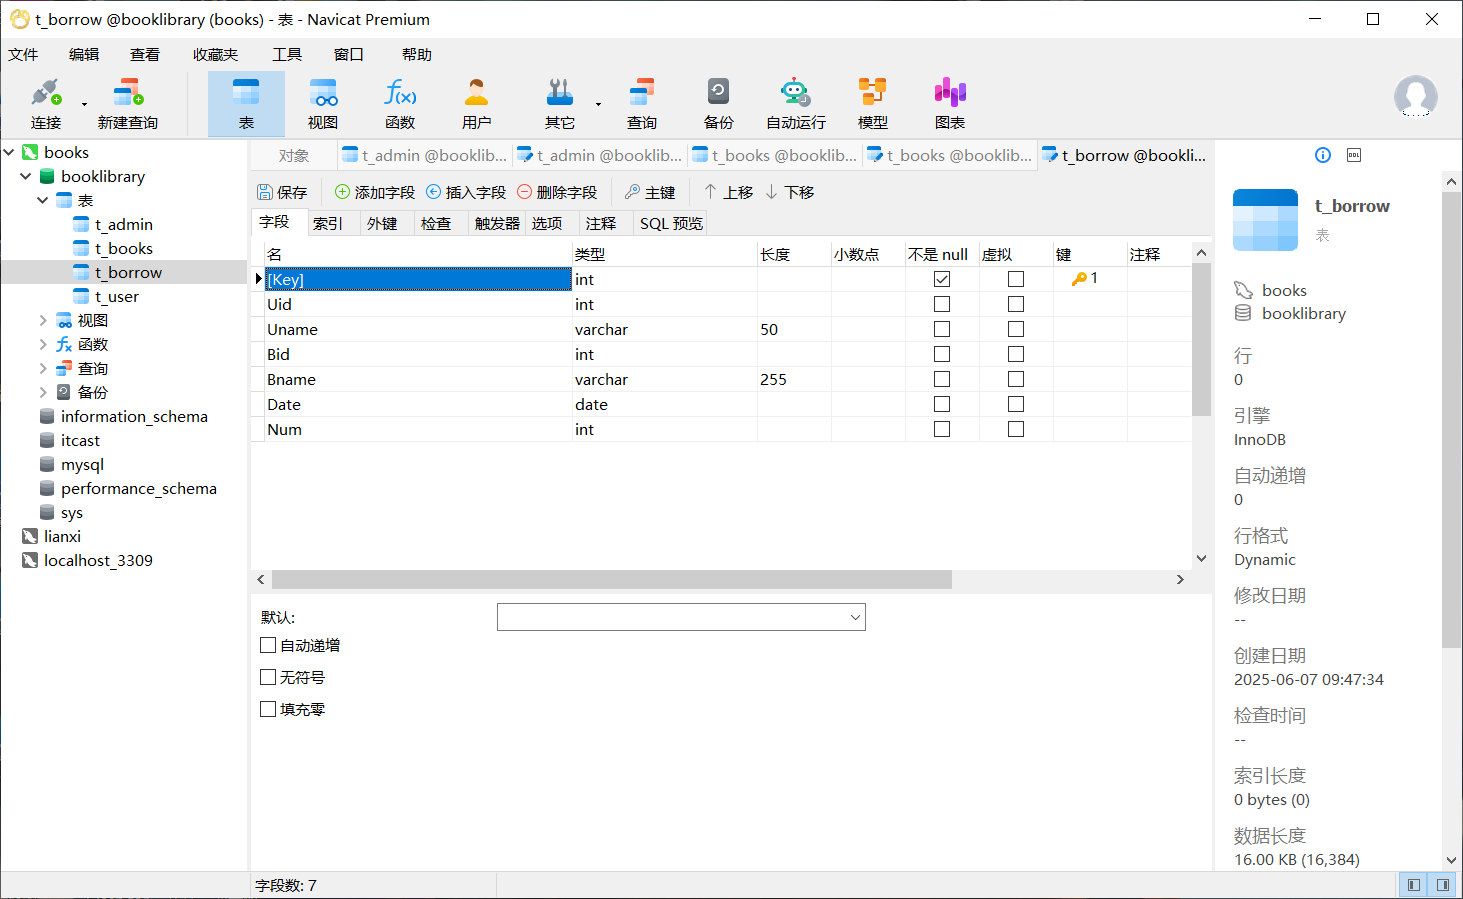 t_borrow @booklibrary (books) - 表 - Navicat Premium
文件 编辑 查看 收藏夹 工具 窗口 帮助
连接 新建查询 表 视图 函数 用户 其它 查询 备份 自动运行 模型 图表
books
booklibrary
表
t_admin
t_books
t_borrow
t_user
视图
函数
查询
备份
information_schema
itcast
mysql
performance_schema
sys
lianxi
localhost_3309
对象 t_admin @booklib... t_admin @booklib... t_books @booklib... t_books @booklib... t_borrow @bookli...
保存 添加字段 插入字段 删除字段 主键 上移 下移
字段 索引 外键 检查 触发器 选项 注释 SQL 预览
名 类型 长度 小数点 不是 null 虚拟 键 注释
[Key] int 1
Uid int
Uname varchar 50
Bid int
Bname varchar 255
Date date
Num int
默认:
自动递增
无符号
填充零
DDL
t_borrow
表
books
booklibrary
行
0
引擎
InnoDB
自动递增
0
行格式
Dynamic
修改日期
--
创建日期
2025-06-07 09:47:34
检查时间
--
索引长度
0 bytes (0)
数据长度
16.00 KB (16,384)
字段数: 7